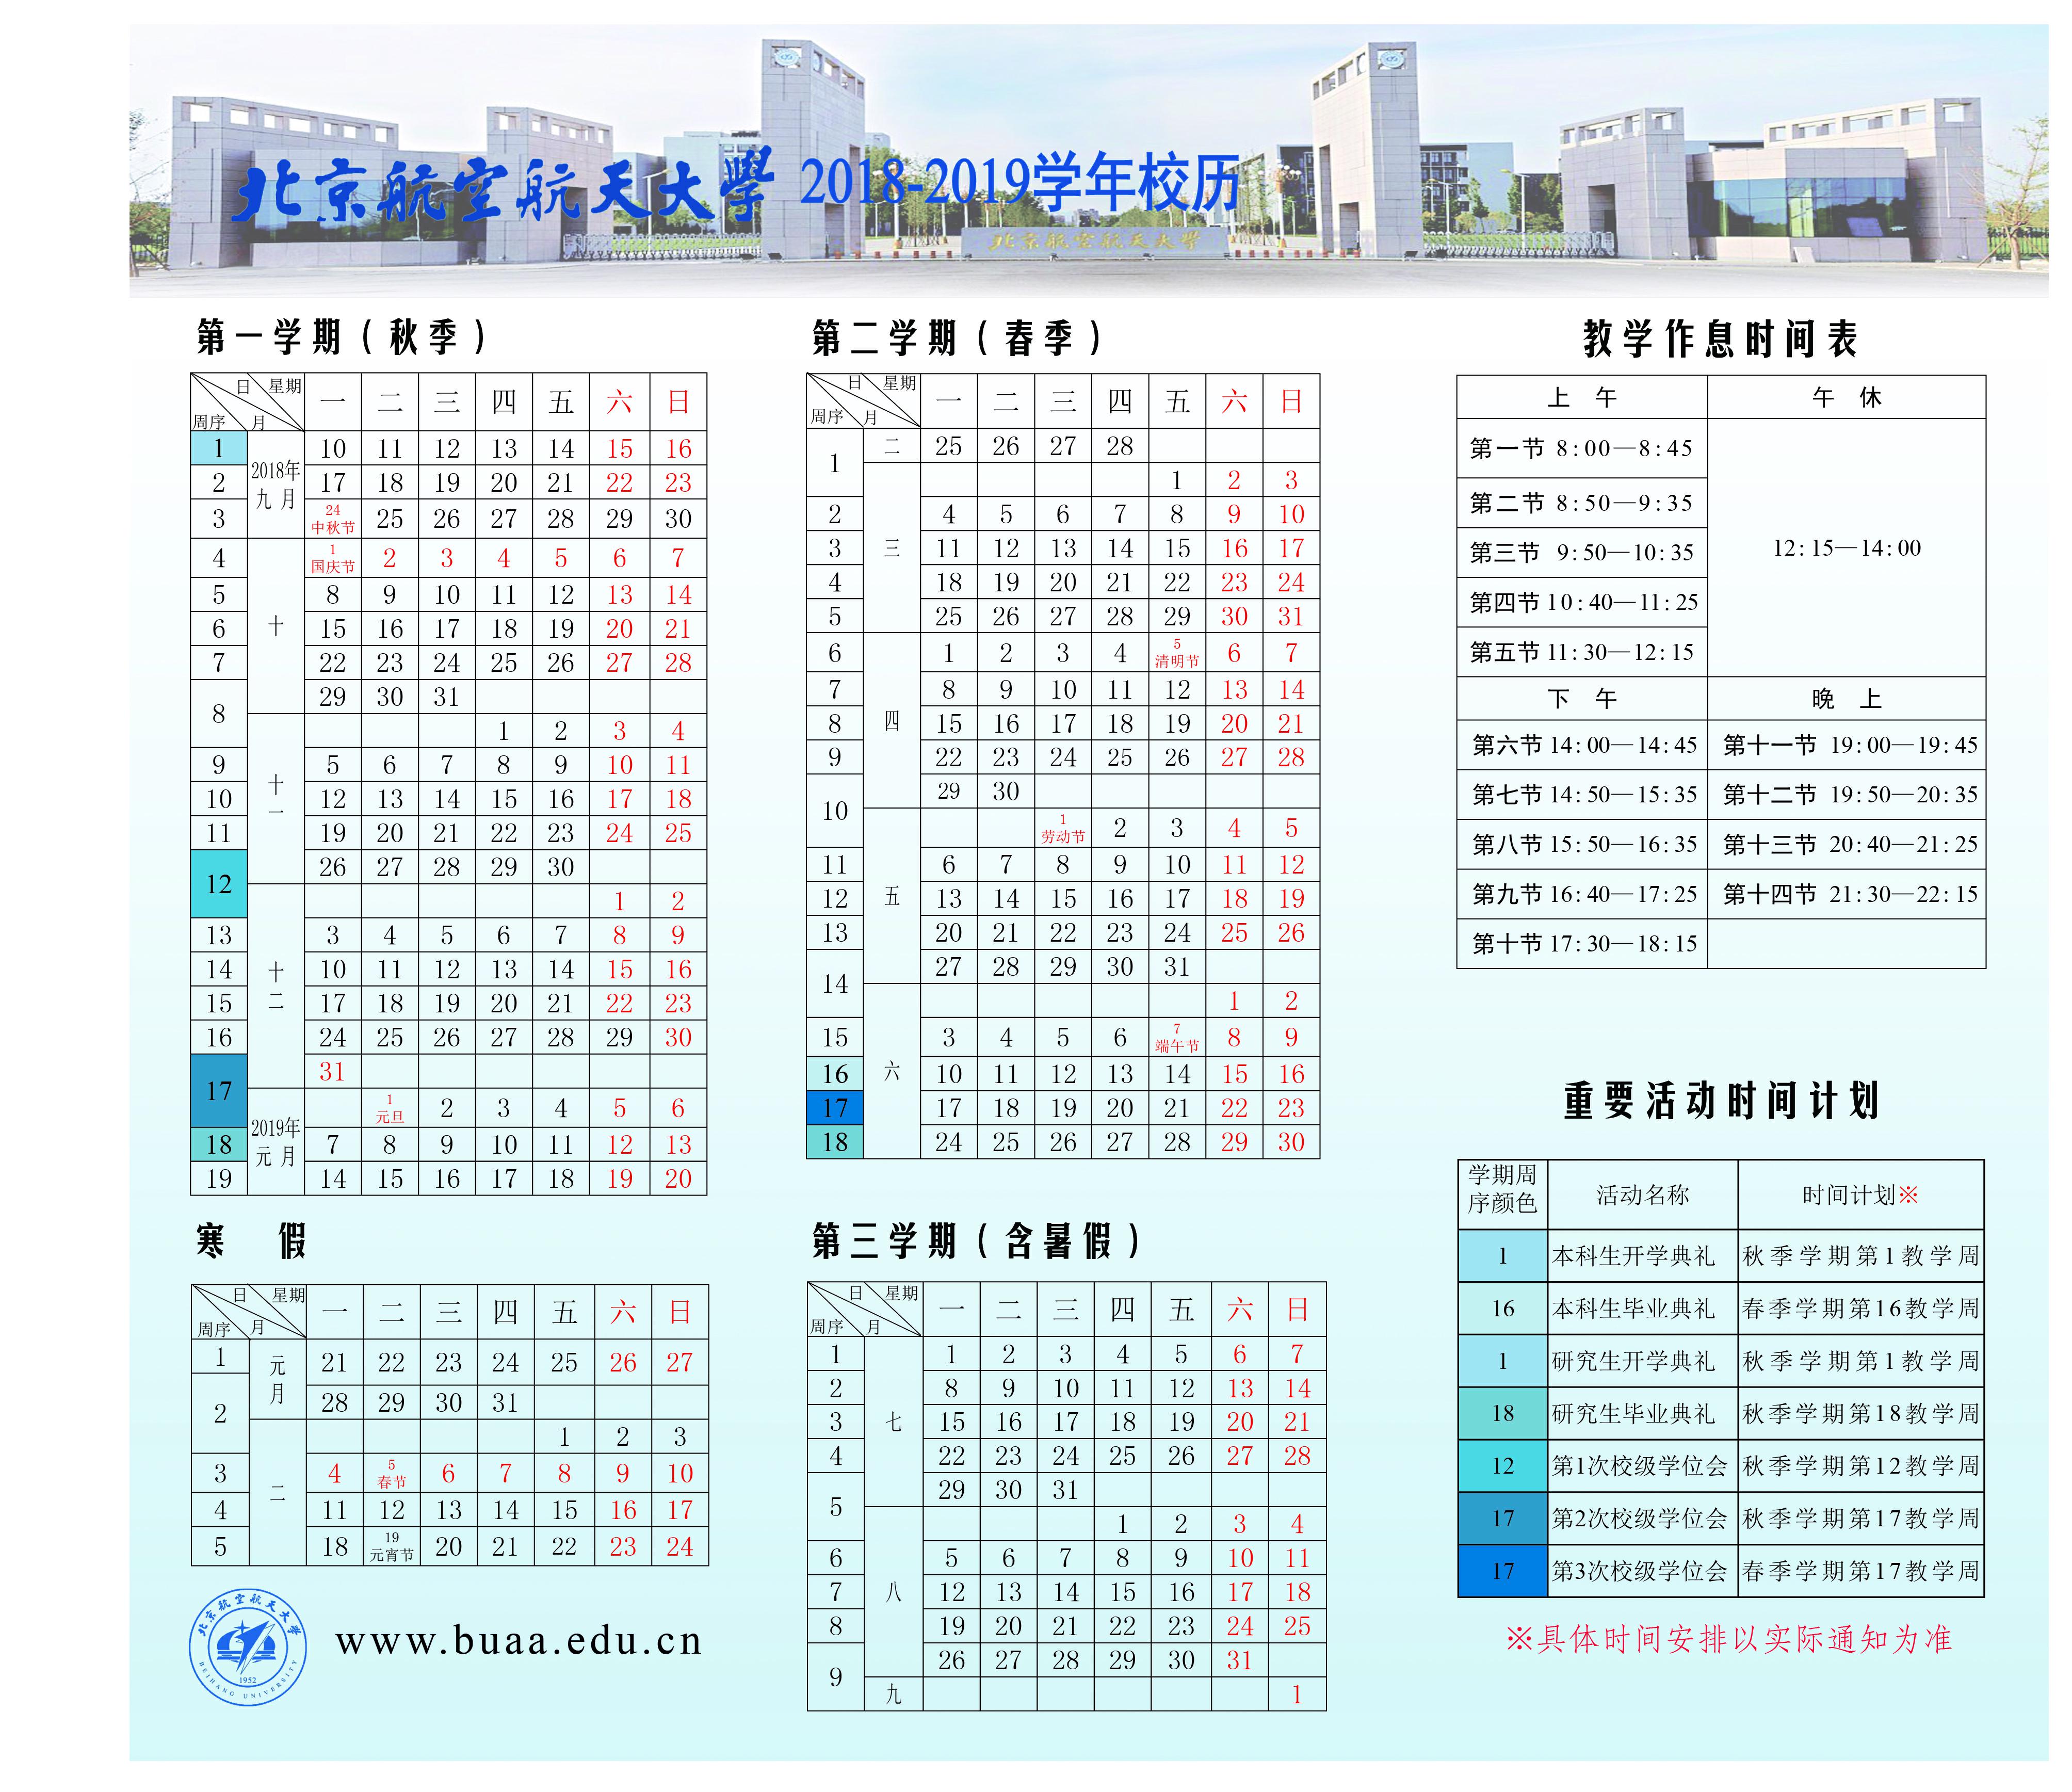 北京航空航天大学 2018-2019学年校历
北京航空航天大学
第一学期（秋季）
日 星期 周序 月 一 二 三 四 五 六 日
1 2018年九月 10 11 12 13 14 15 16
2 17 18 19 20 21 22 23
3 24中秋节 25 26 27 28 29 30
4 十 1国庆节 2 3 4 5 6 7
5 8 9 10 11 12 13 14
6 15 16 17 18 19 20 21
7 22 23 24 25 26 27 28
8 29 30 31
十一 1 2 3 4
9 5 6 7 8 9 10 11
10 12 13 14 15 16 17 18
11 19 20 21 22 23 24 25
12 26 27 28 29 30
十二 1 2
13 3 4 5 6 7 8 9
14 10 11 12 13 14 15 16
15 17 18 19 20 21 22 23
16 24 25 26 27 28 29 30
17 31
2019年元月 1元旦 2 3 4 5 6
18 7 8 9 10 11 12 13
19 14 15 16 17 18 19 20
寒 假
日 星期 周序 月 一 二 三 四 五 六 日
1 元月 21 22 23 24 25 26 27
2 28 29 30 31
二 1 2 3
3 4 5春节 6 7 8 9 10
4 11 12 13 14 15 16 17
5 18 19元宵节 20 21 22 23 24
北京航空航天大学
1952
BEIHANG UNIVERSITY
www.buaa.edu.cn
第二学期（春季）
日 星期 周序 月 一 二 三 四 五 六 日
1 二 25 26 27 28
三 1 2 3
2 4 5 6 7 8 9 10
3 11 12 13 14 15 16 17
4 18 19 20 21 22 23 24
5 25 26 27 28 29 30 31
6 四 1 2 3 4 5清明节 6 7
7 8 9 10 11 12 13 14
8 15 16 17 18 19 20 21
9 22 23 24 25 26 27 28
10 29 30
五 1劳动节 2 3 4 5
11 6 7 8 9 10 11 12
12 13 14 15 16 17 18 19
13 20 21 22 23 24 25 26
14 27 28 29 30 31
六 1 2
15 3 4 5 6 7端午节 8 9
16 10 11 12 13 14 15 16
17 17 18 19 20 21 22 23
18 24 25 26 27 28 29 30
第三学期（含暑假）
日 星期 周序 月 一 二 三 四 五 六 日
1 七 1 2 3 4 5 6 7
2 8 9 10 11 12 13 14
3 15 16 17 18 19 20 21
4 22 23 24 25 26 27 28
5 29 30 31
八 1 2 3 4
6 5 6 7 8 9 10 11
7 12 13 14 15 16 17 18
8 19 20 21 22 23 24 25
9 26 27 28 29 30 31
九 1
教学作息时间表
上 午 午 休
第一节 8:00—8:45
第二节 8:50—9:35
第三节 9:50—10:35
12:15—14:00
第四节 10:40—11:25
第五节 11:30—12:15
下 午 晚 上
第六节 14:00—14:45 第十一节 19:00—19:45
第七节 14:50—15:35 第十二节 19:50—20:35
第八节 15:50—16:35 第十三节 20:40—21:25
第九节 16:40—17:25 第十四节 21:30—22:15
第十节 17:30—18:15
重要活动时间计划
学期周序颜色 活动名称 时间计划※
1 本科生开学典礼 秋季学期第1教学周
16 本科生毕业典礼 春季学期第16教学周
1 研究生开学典礼 秋季学期第1教学周
18 研究生毕业典礼 秋季学期第18教学周
12 第1次校级学位会 秋季学期第12教学周
17 第2次校级学位会 秋季学期第17教学周
17 第3次校级学位会 春季学期第17教学周
※具体时间安排以实际通知为准